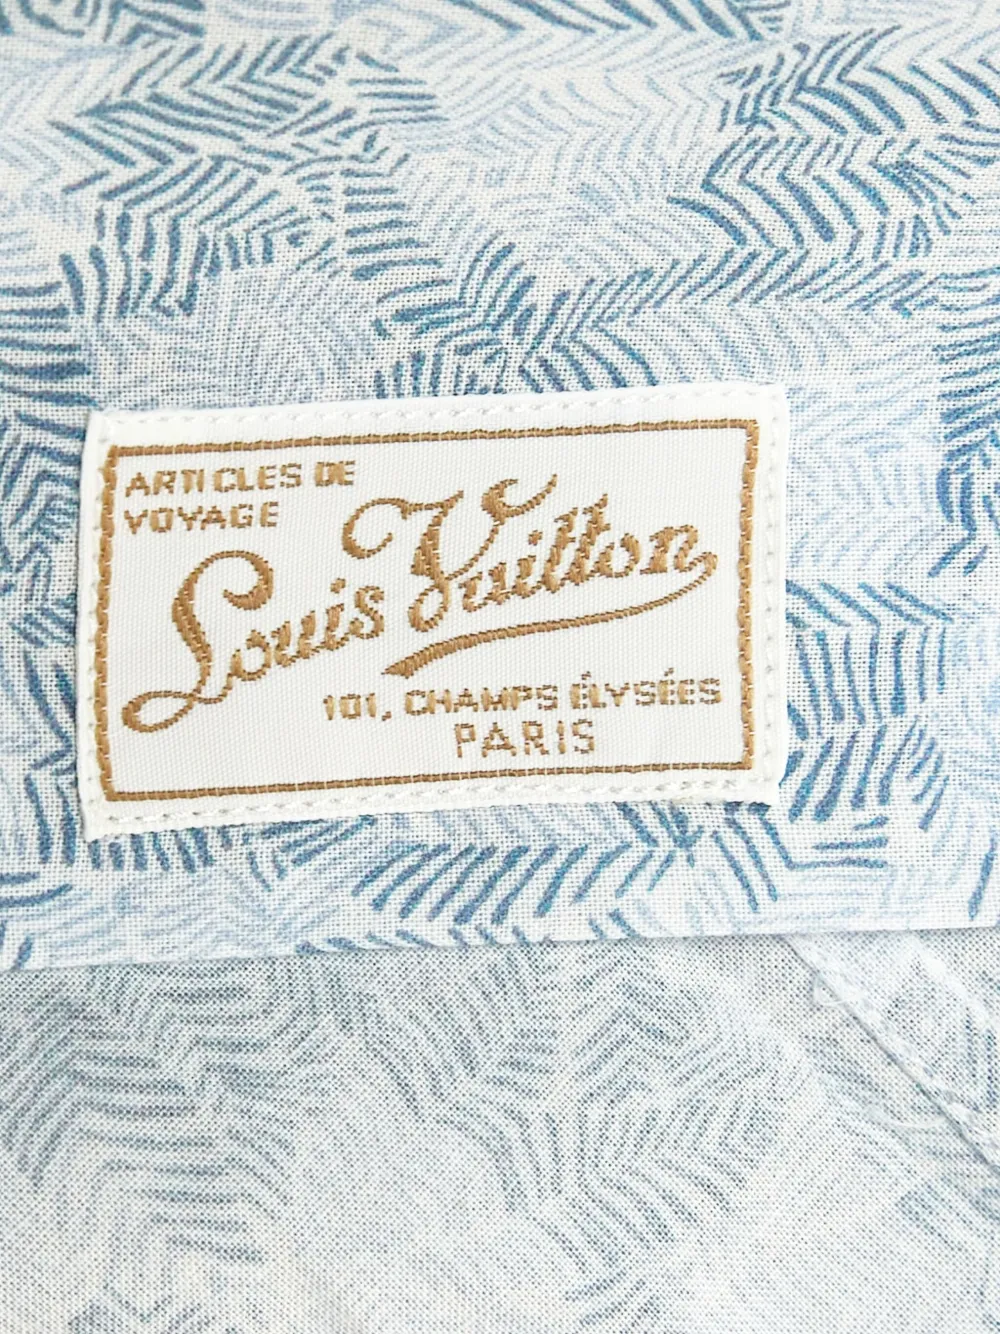 ARTICLES DE
VOYAGE
Louis Vuitton
101, CHAMPS ÉLYSÉES
PARIS